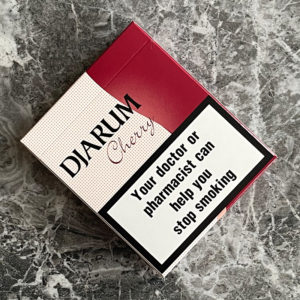 DJARUM
Cherry
Your doctor or
pharmacist can
help you
stop smoking